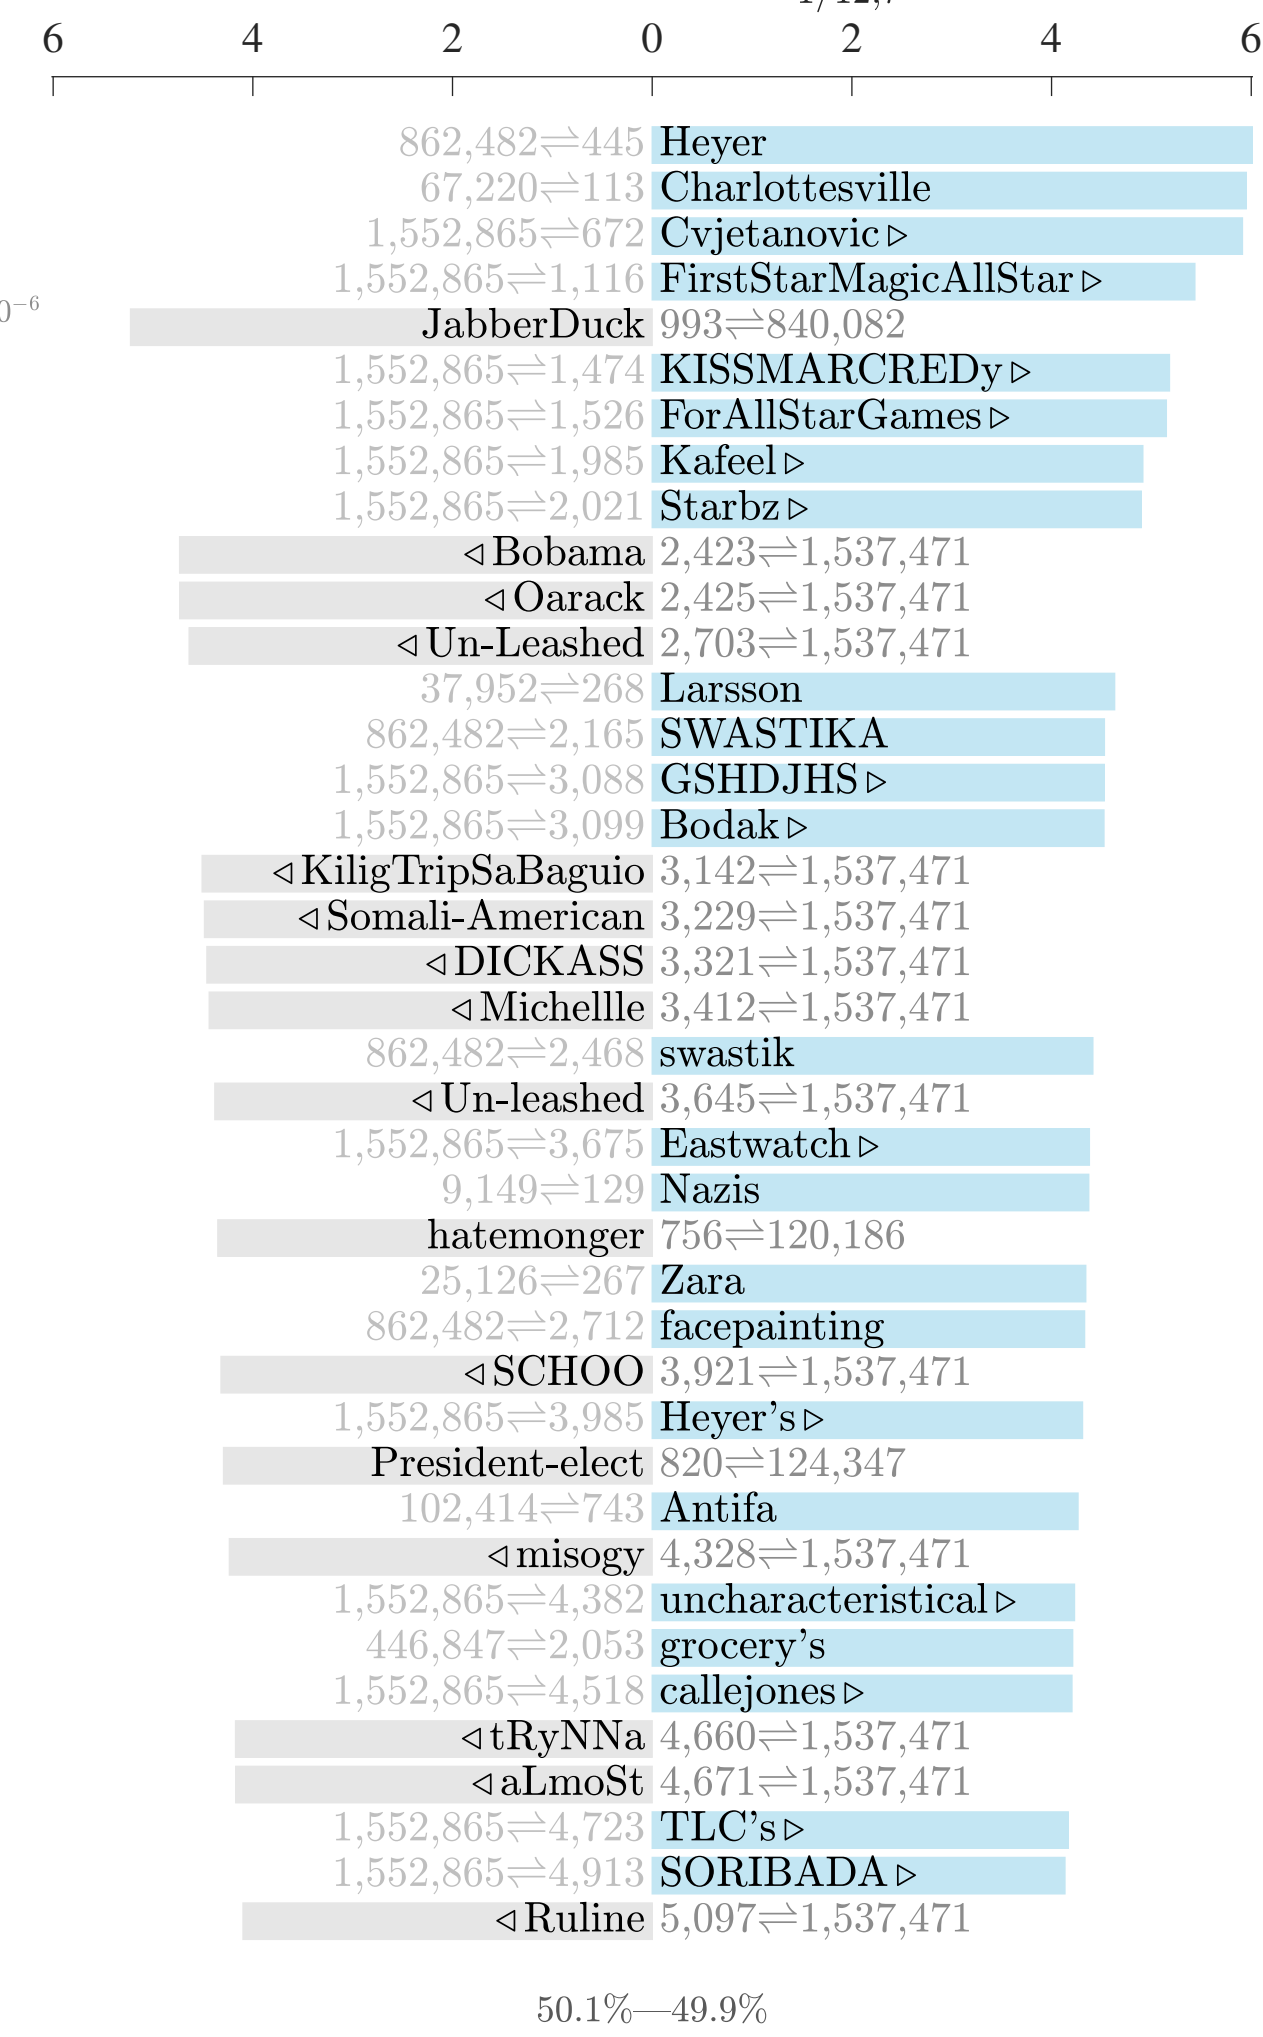 6 4 2 0 2 4 6
862,482⇌445 Heyer
67,220⇌113 Charlottesville
1,552,865⇌672 Cvjetanovic ▷
1,552,865⇌1,116 FirstStarMagicAllStar ▷
0⁻⁶
JabberDuck 993⇌840,082
1,552,865⇌1,474 KISSMARCREDy ▷
1,552,865⇌1,526 ForAllStarGames ▷
1,552,865⇌1,985 Kafeel ▷
1,552,865⇌2,021 Starbz ▷
◁ Bobama 2,423⇌1,537,471
◁ Oarack 2,425⇌1,537,471
◁ Un-Leashed 2,703⇌1,537,471
37,952⇌268 Larsson
862,482⇌2,165 SWASTIKA
1,552,865⇌3,088 GSHDJHS ▷
1,552,865⇌3,099 Bodak ▷
◁ KiligTripSaBaguio 3,142⇌1,537,471
◁ Somali-American 3,229⇌1,537,471
◁ DICKASS 3,321⇌1,537,471
◁ Michellle 3,412⇌1,537,471
862,482⇌2,468 swastik
◁ Un-leashed 3,645⇌1,537,471
1,552,865⇌3,675 Eastwatch ▷
9,149⇌129 Nazis
hatemonger 756⇌120,186
25,126⇌267 Zara
862,482⇌2,712 facepainting
◁ SCHOO 3,921⇌1,537,471
1,552,865⇌3,985 Heyer's ▷
President-elect 820⇌124,347
102,414⇌743 Antifa
◁ misogy 4,328⇌1,537,471
1,552,865⇌4,382 uncharacteristical ▷
446,847⇌2,053 grocery's
1,552,865⇌4,518 callejones ▷
◁ tRyNNa 4,660⇌1,537,471
◁ aLmoSt 4,671⇌1,537,471
1,552,865⇌4,723 TLC's ▷
1,552,865⇌4,913 SORIBADA ▷
◁ Ruline 5,097⇌1,537,471
50.1%—49.9%